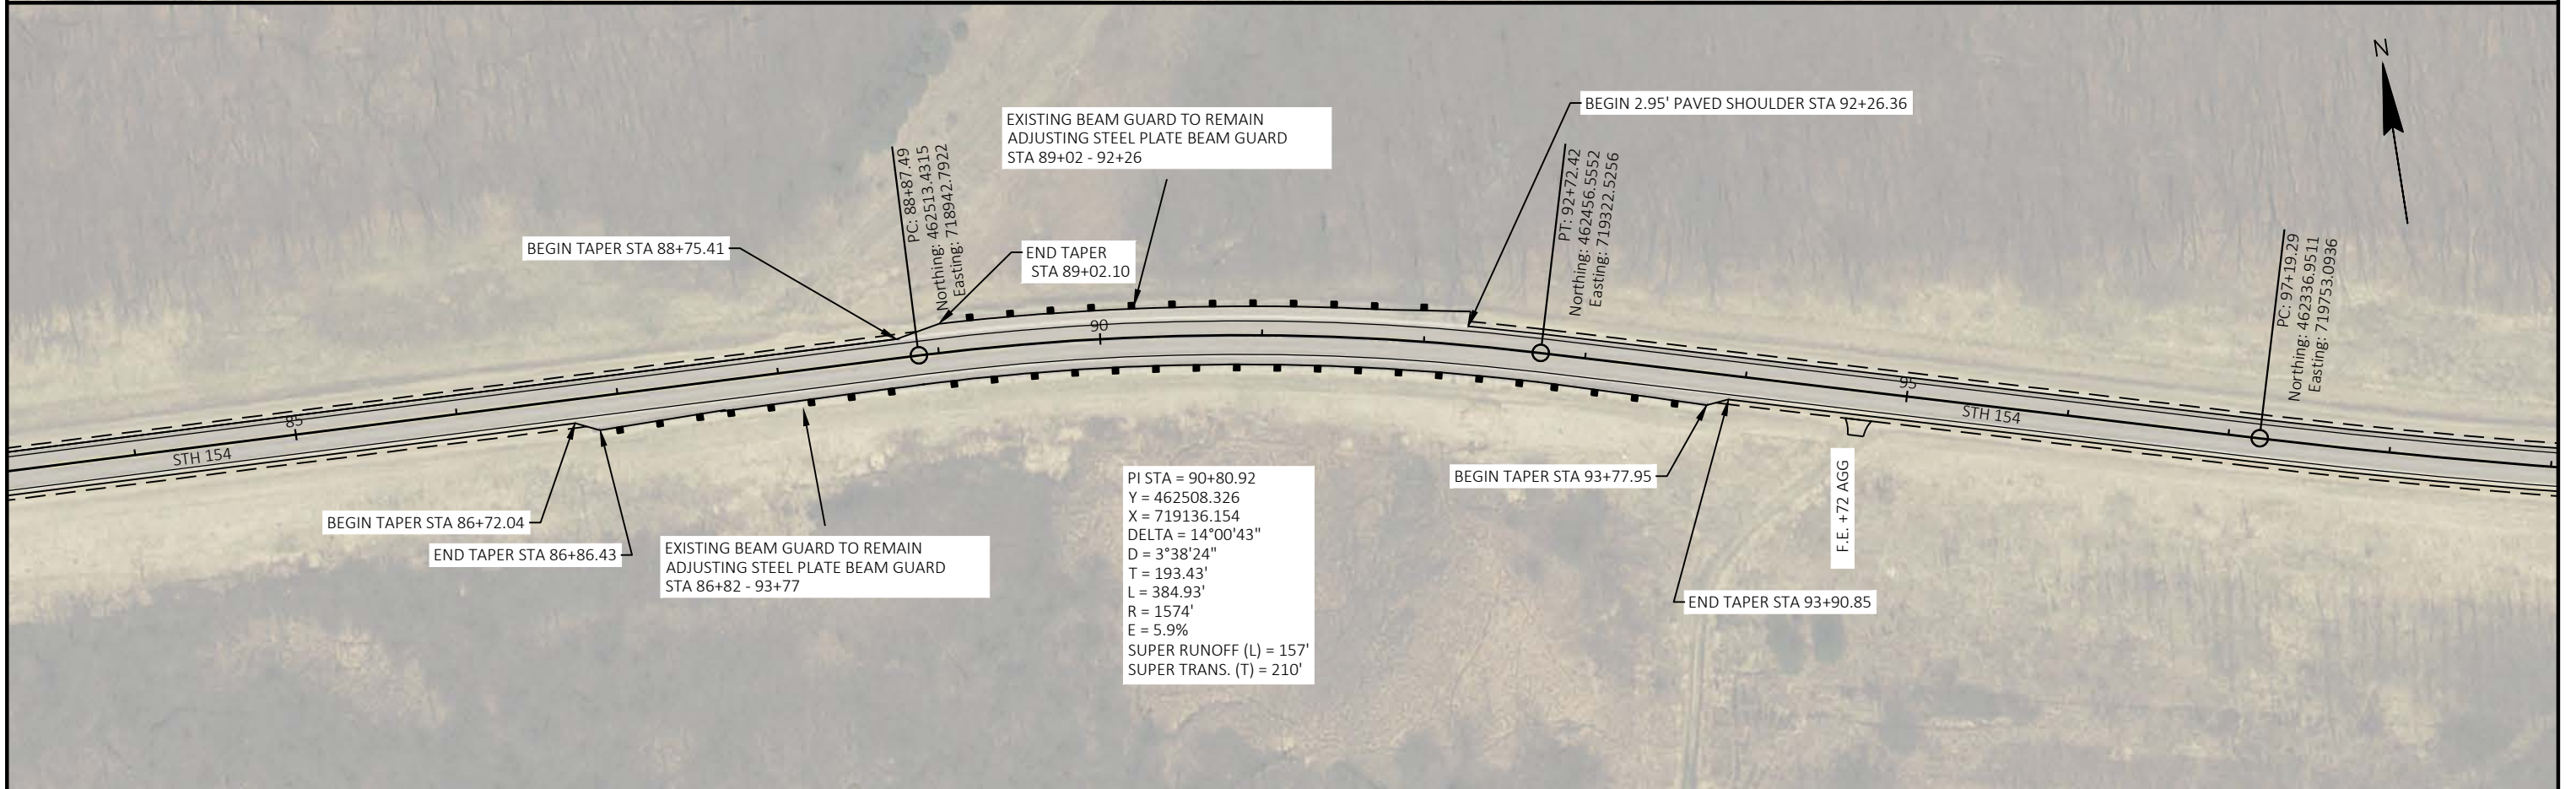 N
EXISTING BEAM GUARD TO REMAIN
ADJUSTING STEEL PLATE BEAM GUARD
STA 89+02 - 92+26
BEGIN 2.95' PAVED SHOULDER STA 92+26.36
PC: 88+87.49
Northing: 462513.4315
Easting: 718942.7922
PT: 92+72.42
Northing: 462456.5552
Easting: 719322.5256
PC: 97+19.29
Northing: 462336.9511
Easting: 719753.0936
BEGIN TAPER STA 88+75.41
END TAPER
STA 89+02.10
90
85
95
STH 154
STH 154
BEGIN TAPER STA 86+72.04
END TAPER STA 86+86.43
EXISTING BEAM GUARD TO REMAIN
ADJUSTING STEEL PLATE BEAM GUARD
STA 86+82 - 93+77
PI STA = 90+80.92
Y = 462508.326
X = 719136.154
DELTA = 14°00'43"
D = 3°38'24"
T = 193.43'
L = 384.93'
R = 1574'
E = 5.9%
SUPER RUNOFF (L) = 157'
SUPER TRANS. (T) = 210'
BEGIN TAPER STA 93+77.95
END TAPER STA 93+90.85
F.E. +72 AGG